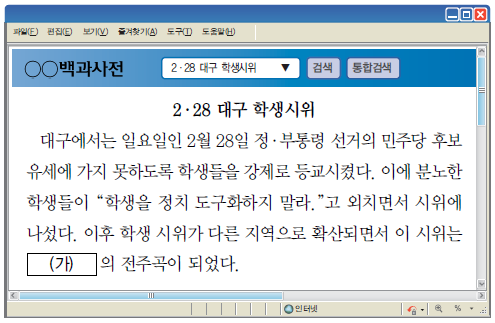 파일(F) 편집(E) 보기(V) 즐겨찾기(A) 도구(T) 도움말(H)
○○백과사전 2·28 대구 학생시위 ▼ 검색 통합검색
2·28 대구 학생시위
대구에서는 일요일인 2월 28일 정·부통령 선거의 민주당 후보
유세에 가지 못하도록 학생들을 강제로 등교시켰다. 이에 분노한
학생들이 “학생을 정치 도구화하지 말라.”고 외치면서 시위에
나섰다. 이후 학생 시위가 다른 지역으로 확산되면서 이 시위는
(가) 의 전주곡이 되었다.
인터넷 %